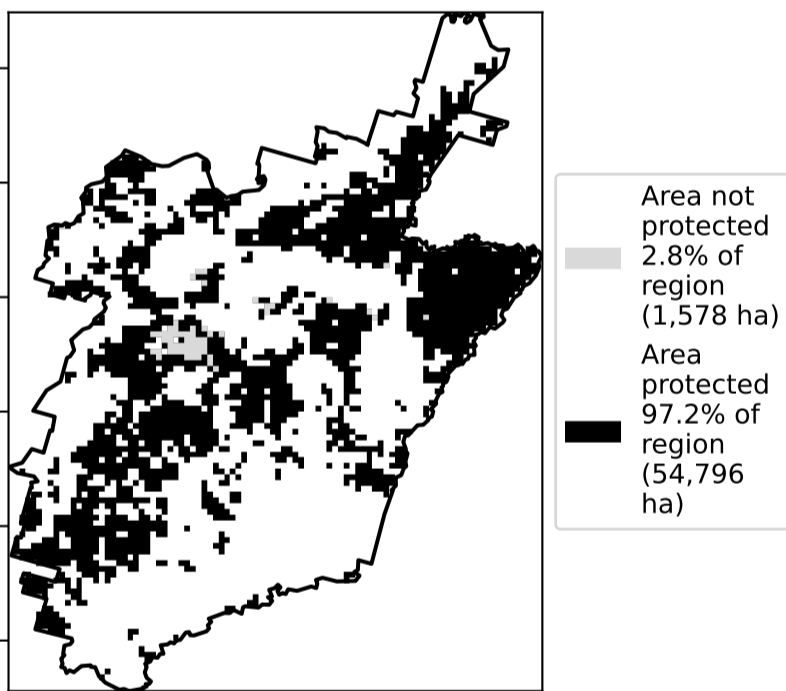 Area not
protected
2.8% of
region
(1,578 ha)
Area
protected
97.2% of
region
(54,796
ha)